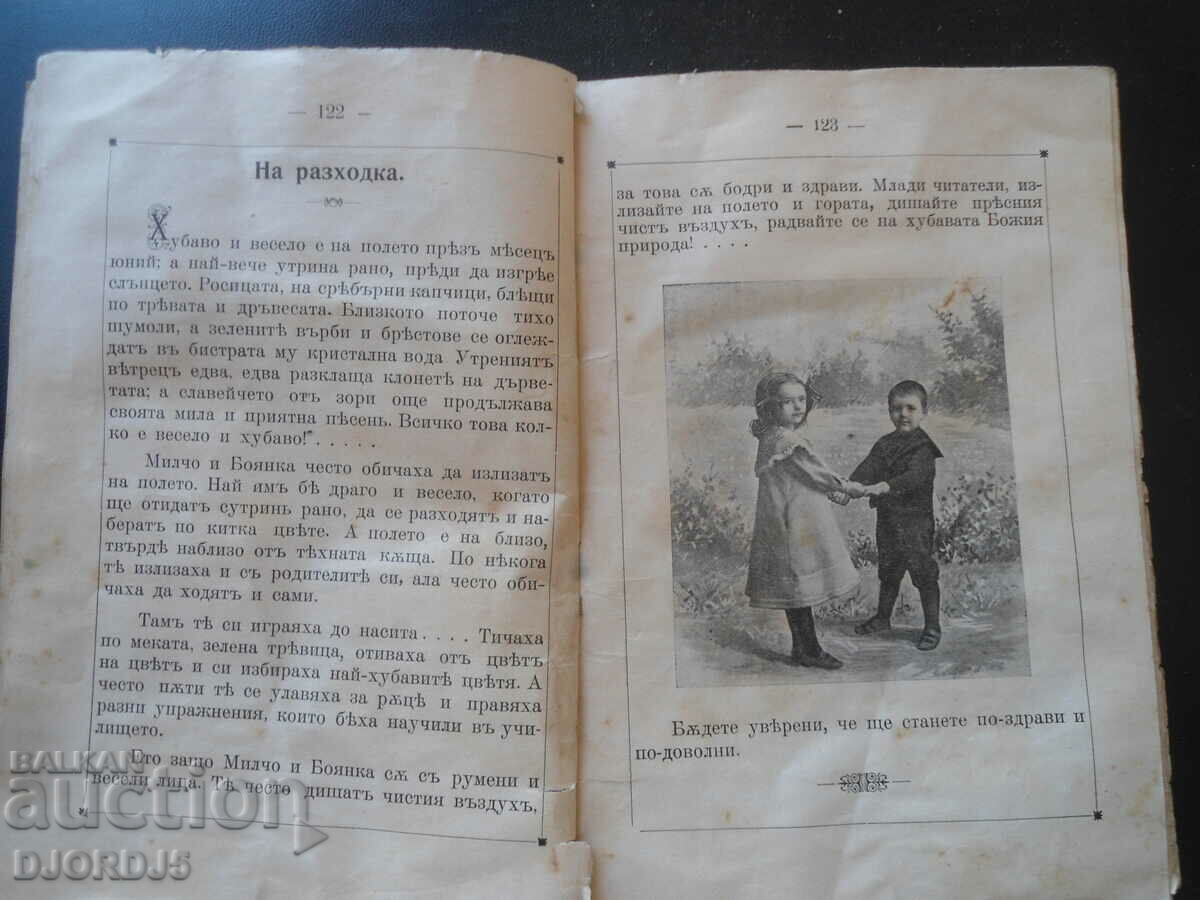 — 122 —
На разходка.
Хубаво и весело е на полето прѣзъ мѣсецъ
юний; а най-вече утрина рано, прѣди да изгрѣе
слънцето. Росицата, на срѣбърни капчици, блѣщи
по трѣвата и дръвесата. Близкото поточе тихо
шумоли, а зеленитѣ върби и брѣстове се оглеж-
датъ въ бистрата му кристална вода Утрениятъ
вѣтрецъ едва, едва разклаща клонетѣ на дърве-
тата; а славейчето отъ зори още продължава
своята мила и приятна пѣсень. Всичко това кол-
ко е весело и хубаво! . . . . .
Милчо и Боянка често обичаха да излизатъ
на полето. Най имъ бѣ драго и весело, когато
ще отидатъ сутринь рано, да се разходятъ и на-
бератъ по китка цвѣте. А полето е на близо,
твърдѣ наблизо отъ тѣхната кѫща. По нѣкога
тѣ излизаха и съ родителитѣ си, ала често оби-
чаха да ходятъ и сами.
Тамъ тѣ си играяха до насита . . . . Тичаха
по меката, зелена трѣвица, отиваха отъ цвѣтъ
на цвѣтъ и си избираха най-хубавитѣ цвѣтя. А
често пѫти тѣ се улавяха за рѫцѣ и правяха
разни упражнения, които бѣха научили въ учи-
лището.
Ето защо Милчо и Боянка сѫ съ румени и
весели лица. Тѣ често дишатъ чистия въздухъ,
— 123 —
за това сѫ бодри и здрави. Млади читатели, из-
лизайте на полето и гората, дишайте прѣсния
чистъ въздухъ, радвайте се на хубавата Божия
природа! . . . .
Бѫдете увѣрени, че ще станете по-здрави и
по-доволни.
BALKAN
auction
DJORDJ5